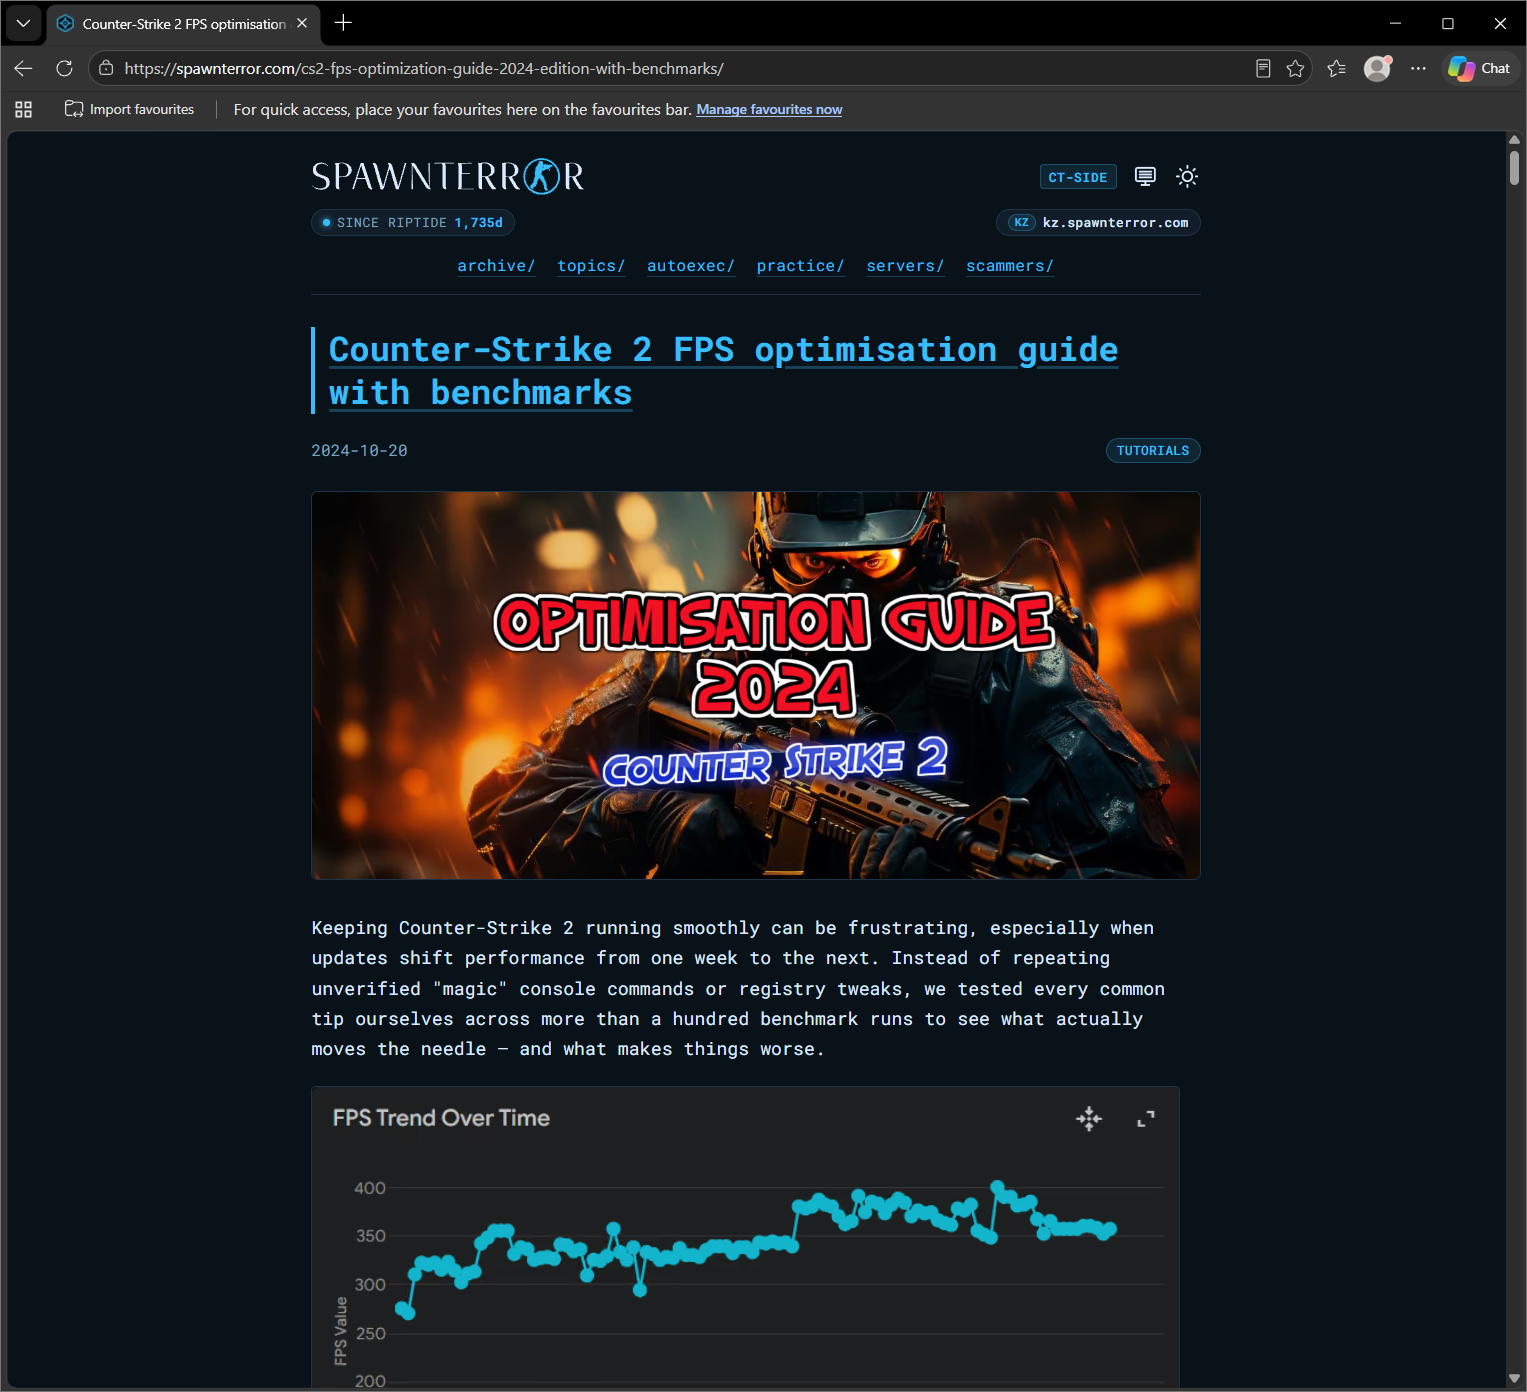 Counter-Strike 2 FPS optimisation
https://spawnterror.com/cs2-fps-optimization-guide-2024-edition-with-benchmarks/
Chat
Import favourites
For quick access, place your favourites here on the favourites bar. Manage favourites now
SPAWNTERROR
CT-SIDE
SINCE RIPTIDE 1,735d
KZ kz.spawnterror.com
archive/ topics/ autoexec/ practice/ servers/ scammers/
Counter-Strike 2 FPS optimisation guide
with benchmarks
2024-10-20
TUTORIALS
OPTIMISATION GUIDE
2024
COUNTER STRIKE 2
Keeping Counter-Strike 2 running smoothly can be frustrating, especially when
updates shift performance from one week to the next. Instead of repeating
unverified "magic" console commands or registry tweaks, we tested every common
tip ourselves across more than a hundred benchmark runs to see what actually
moves the needle — and what makes things worse.
FPS Trend Over Time
400
350
300
250
200
FPS Value